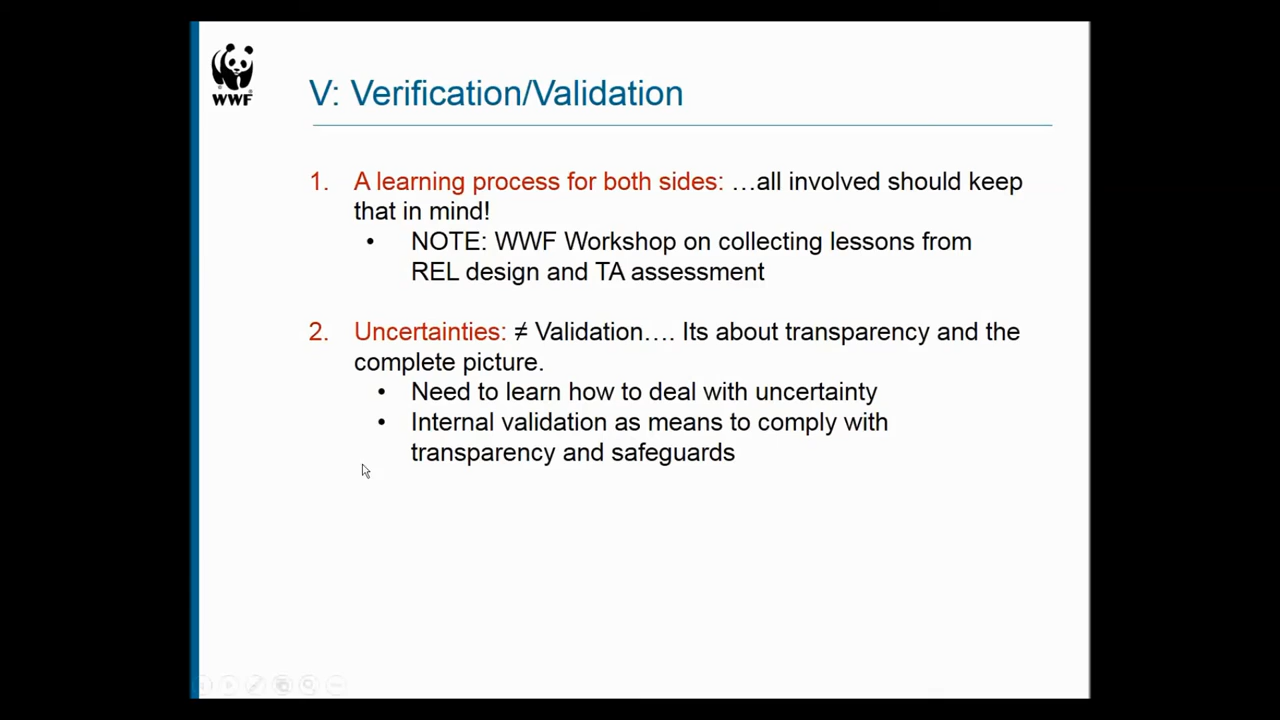 WWF
V: Verification/Validation
1. A learning process for both sides: …all involved should keep
that in mind!
• NOTE: WWF Workshop on collecting lessons from
REL design and TA assessment
2. Uncertainties: ≠ Validation…. Its about transparency and the
complete picture.
• Need to learn how to deal with uncertainty
• Internal validation as means to comply with
transparency and safeguards